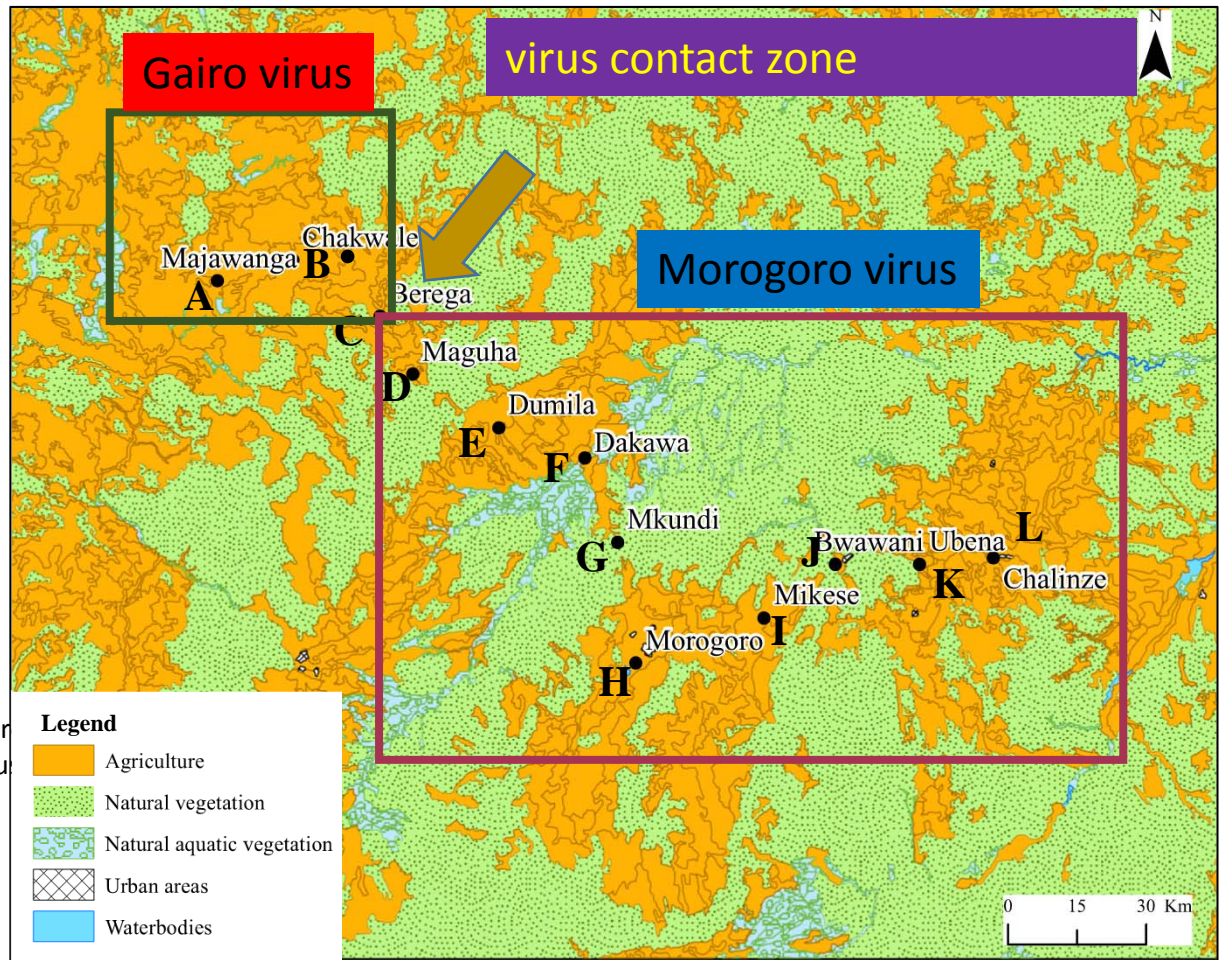 N
Gairo virus
virus contact zone
Chakwale
B
Morogoro virus
Majawanga
A
Berega
C
Maguha
D
Dumila
E
Dakawa
F
Mkundi
G
L
J
Bwawani
Ubena
K
Chalinze
Mikese
I
Morogoro
H
Legend
Agriculture
Natural vegetation
Natural aquatic vegetation
Urban areas
Waterbodies
0 15 30 Km